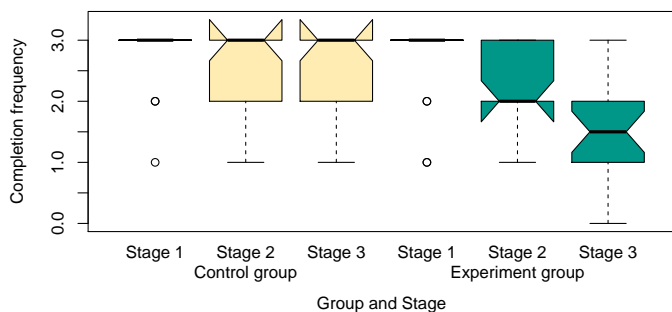 Completion frequency
3.0
2.0
1.0
0.0
Stage 1 Stage 2 Stage 3 Stage 1 Stage 2 Stage 3
Control group Experiment group
Group and Stage